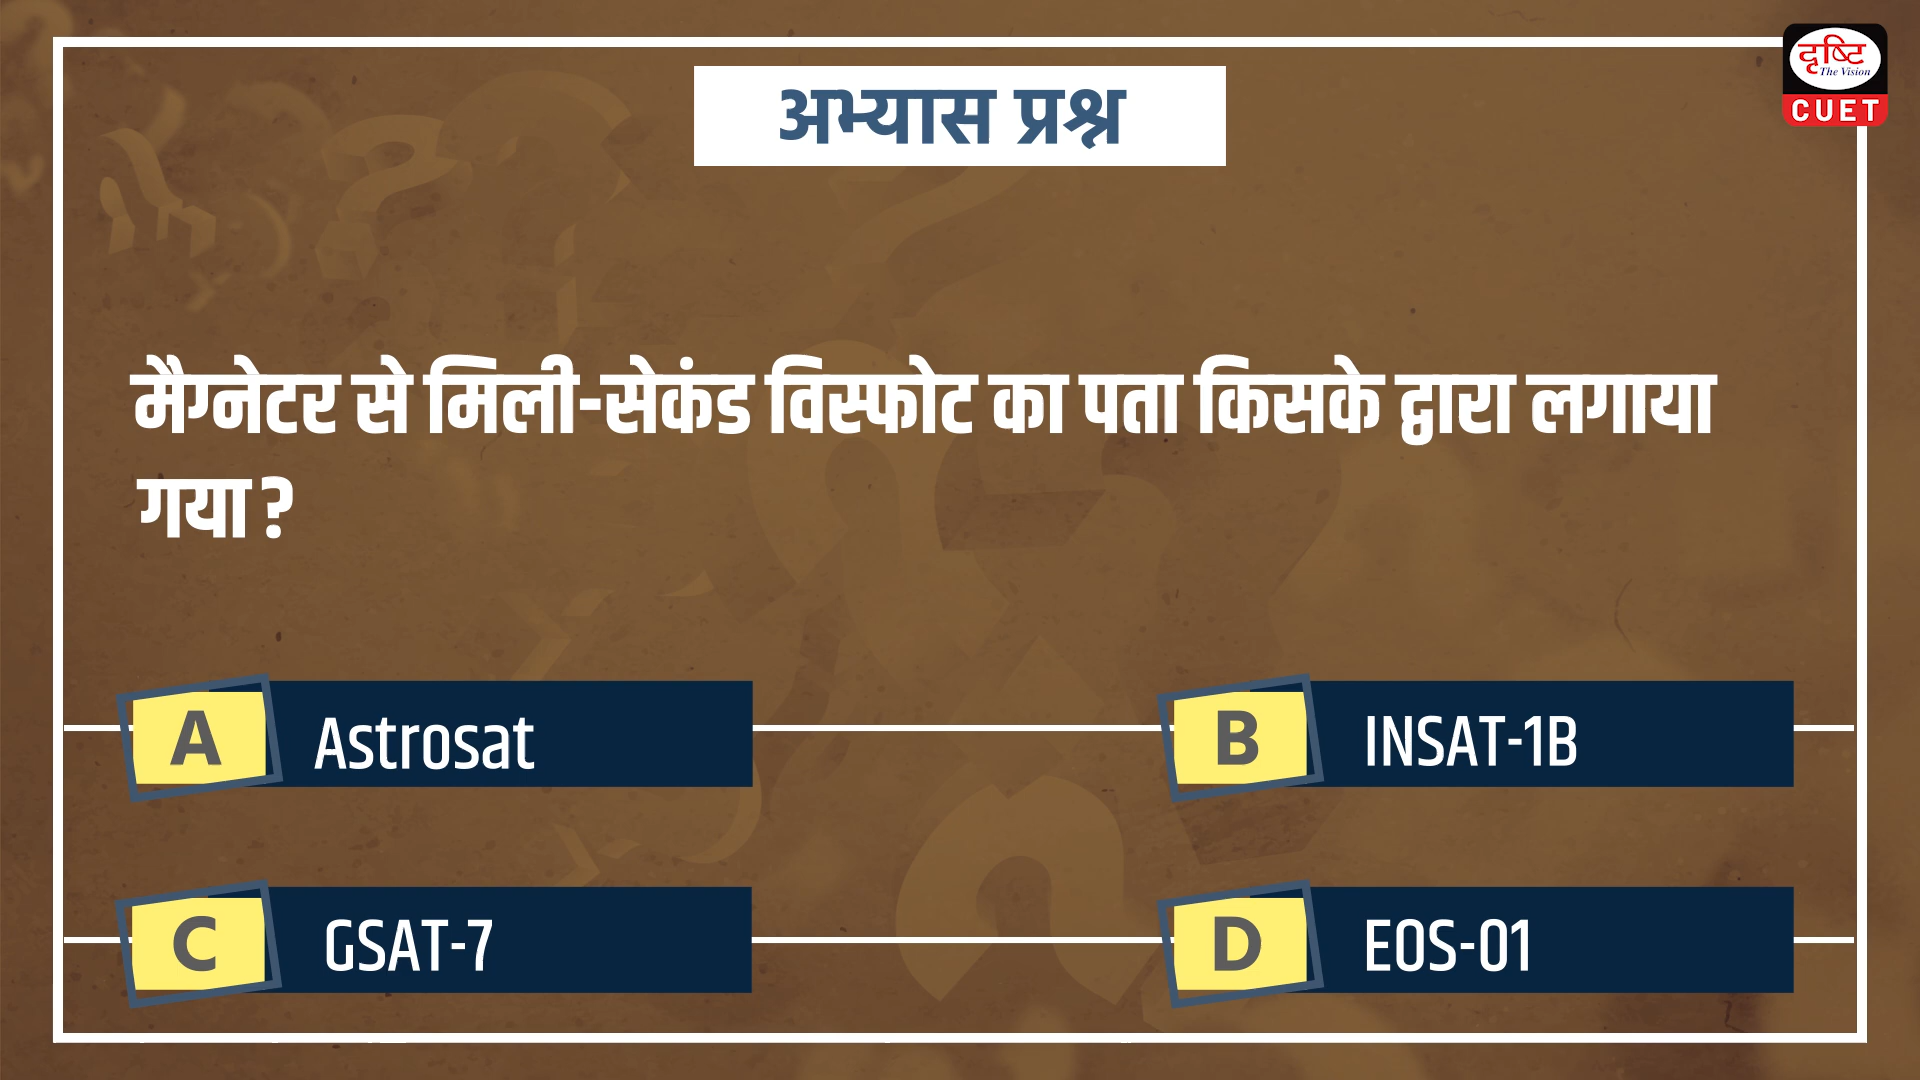 दृष्टि
The Vision
CUET
अभ्यास प्रश्न
मैग्नेटर से मिली-सेकंड विस्फोट का पता किसके द्वारा लगाया
गया?
A Astrosat
B INSAT-1B
C GSAT-7
D EOS-01